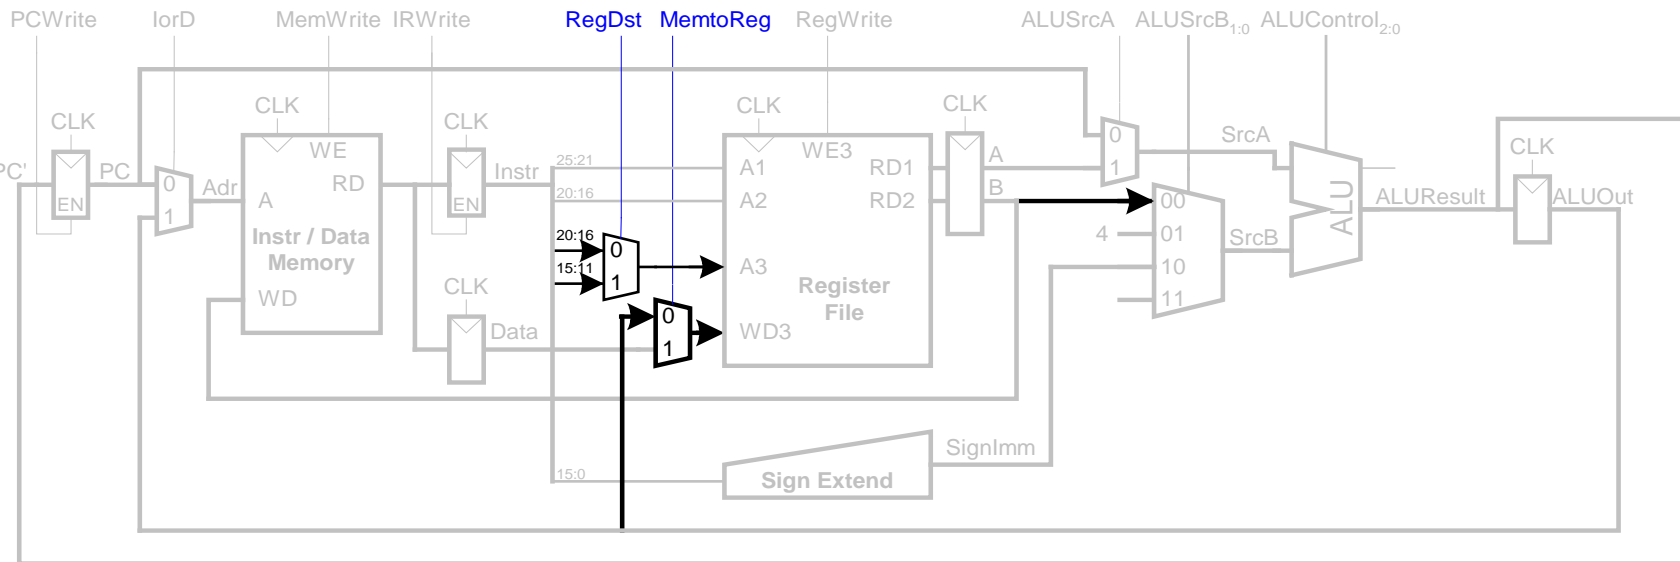 PCWrite IorD MemWrite IRWrite RegDst MemtoReg RegWrite ALUSrcA ALUSrcB1:0 ALUControl2:0
CLK CLK CLK CLK
CLK CLK CLK
WE WE3 0 SrcA
PC' PC 0 Adr A RD Instr 25:21 A1 RD1 A 1 ALUResult ALUOut
EN 1 EN 20:16 A2 RD2 B 00 ALU
Instr / Data
Memory
20:16 0 4 01 SrcB
15:11 1 A3 10
WD CLK Register
File 11
Data 0 WD3
1
SignImm
15:0 Sign Extend